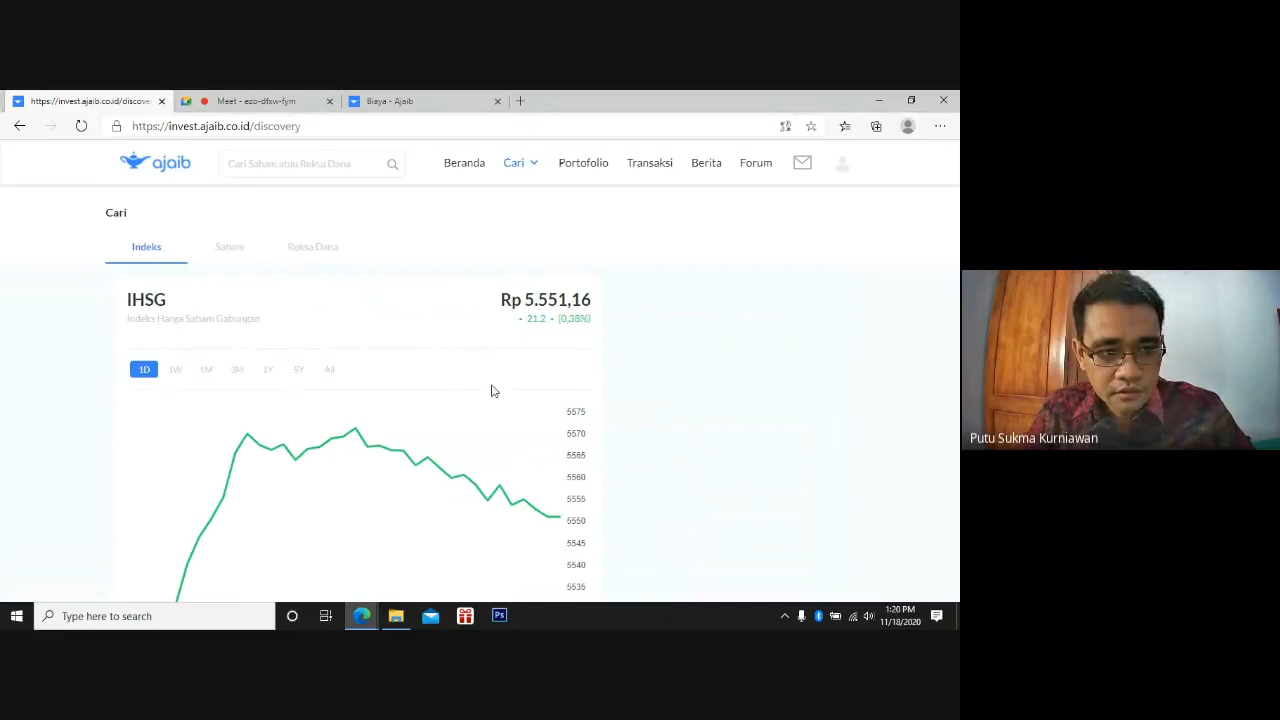 https://invest.ajaib.co.id/discove
Meet - ezo-dfxw-fym
Biaya - Ajaib
https://invest.ajaib.co.id/discovery
ajaib
Cari Saham atau Reksa Dana
Beranda
Cari
Portofolio
Transaksi
Berita
Forum
Cari
Indeks
Saham
Reksa Dana
IHSG
Rp 5.551,16
Indeks Harga Saham Gabungan
21.2 - (0,38%)
1D
1W
1M
3M
1Y
5Y
All
5575
5570
5565
5560
5555
5550
5545
5540
5535
Putu Sukma Kurniawan
Type here to search
Ps
1:20 PM
11/18/2020